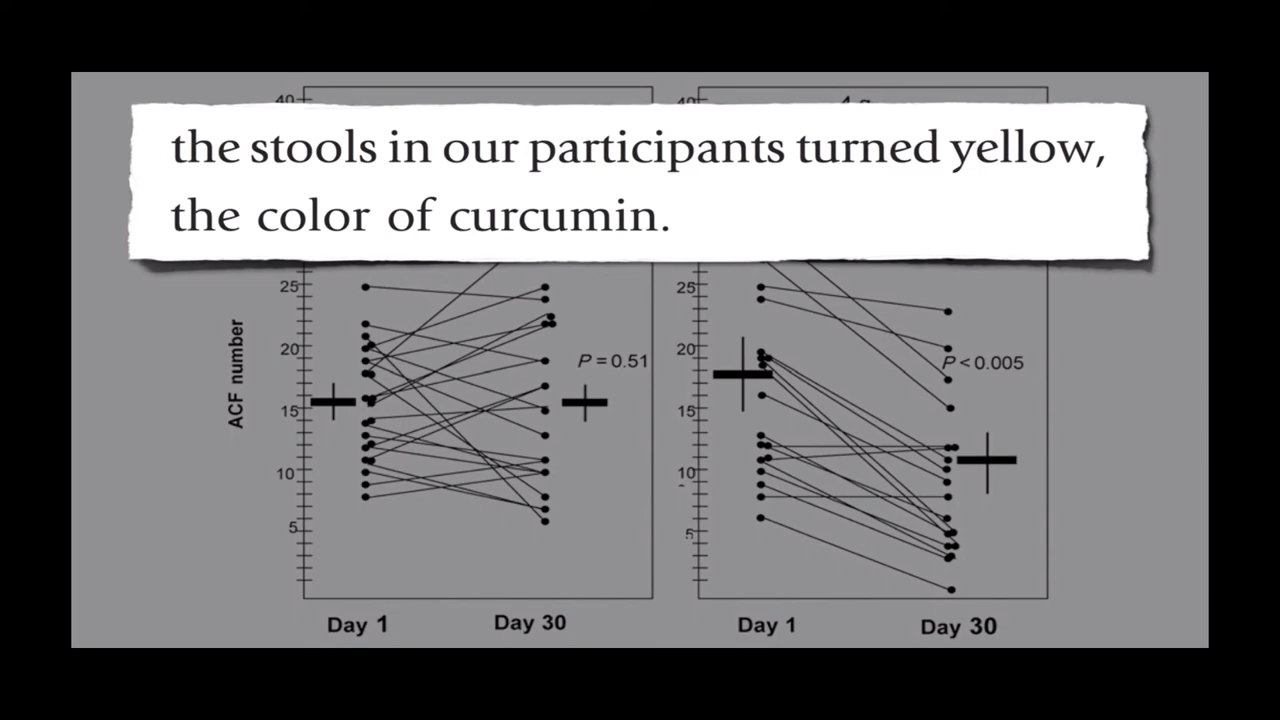 the stools in our participants turned yellow,
the color of curcumin.
25
20
15
10
5
ACF number
P = 0.51
Day 1
Day 30
25
20
15
10
5
P < 0.005
Day 1
Day 30